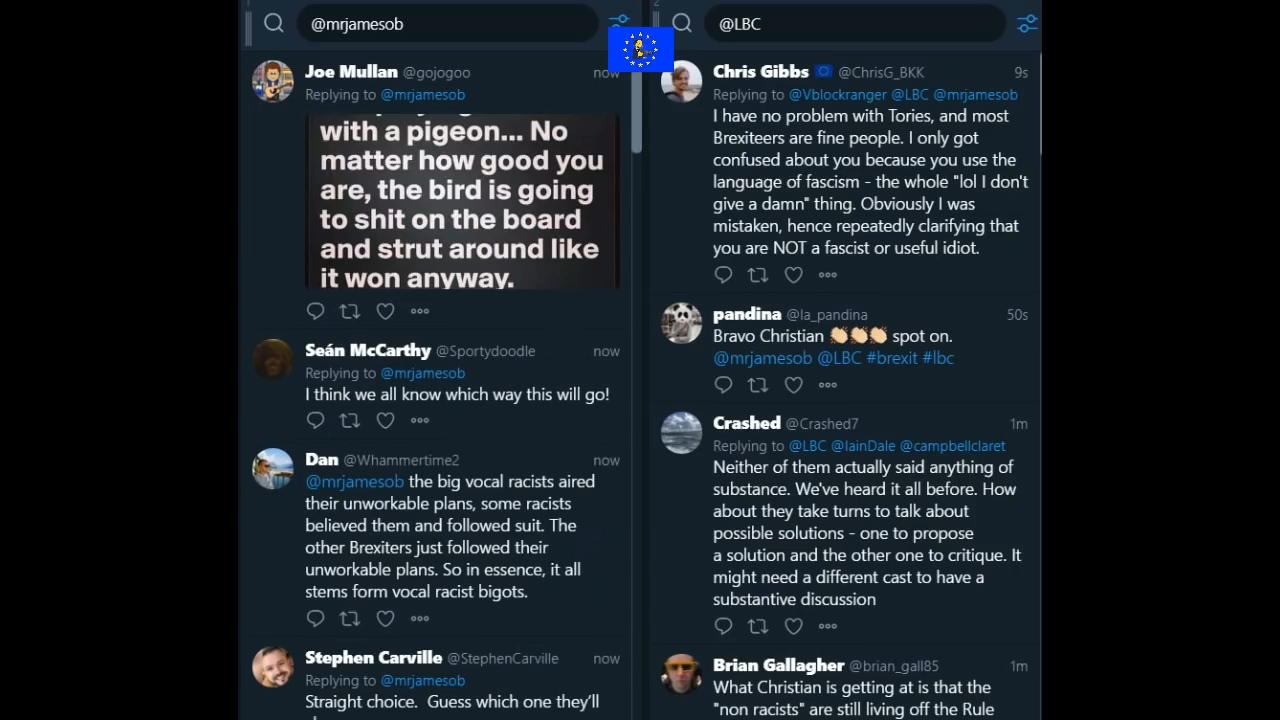 1
@mrjamesob
Joe Mullan @gojogoo now
Replying to @mrjamesob
with a pigeon... No
matter how good you
are, the bird is going
to shit on the board
and strut around like
it won anyway.
Seán McCarthy @Sportydoodle now
Replying to @mrjamesob
I think we all know which way this will go!
Dan @Whammertime2 now
@mrjamesob the big vocal racists aired
their unworkable plans, some racists
believed them and followed suit. The
other Brexiters just followed their
unworkable plans. So in essence, it all
stems form vocal racist bigots.
Stephen Carville @StephenCarville now
Replying to @mrjamesob
Straight choice. Guess which one they'll
2
@LBC
Chris Gibbs @ChrisG_BKK 9s
Replying to @Vblockranger @LBC @mrjamesob
I have no problem with Tories, and most
Brexiteers are fine people. I only got
confused about you because you use the
language of fascism - the whole "lol I don't
give a damn" thing. Obviously I was
mistaken, hence repeatedly clarifying that
you are NOT a fascist or useful idiot.
pandina @la_pandina 50s
Bravo Christian 👏👏👏 spot on.
@mrjamesob @LBC #brexit #lbc
Crashed @Crashed7 1m
Replying to @LBC @IainDale @campbellclaret
Neither of them actually said anything of
substance. We've heard it all before. How
about they take turns to talk about
possible solutions - one to propose
a solution and the other one to critique. It
might need a different cast to have a
substantive discussion
Brian Gallagher @brian_gall85 1m
What Christian is getting at is that the
"non racists" are still living off the Rule